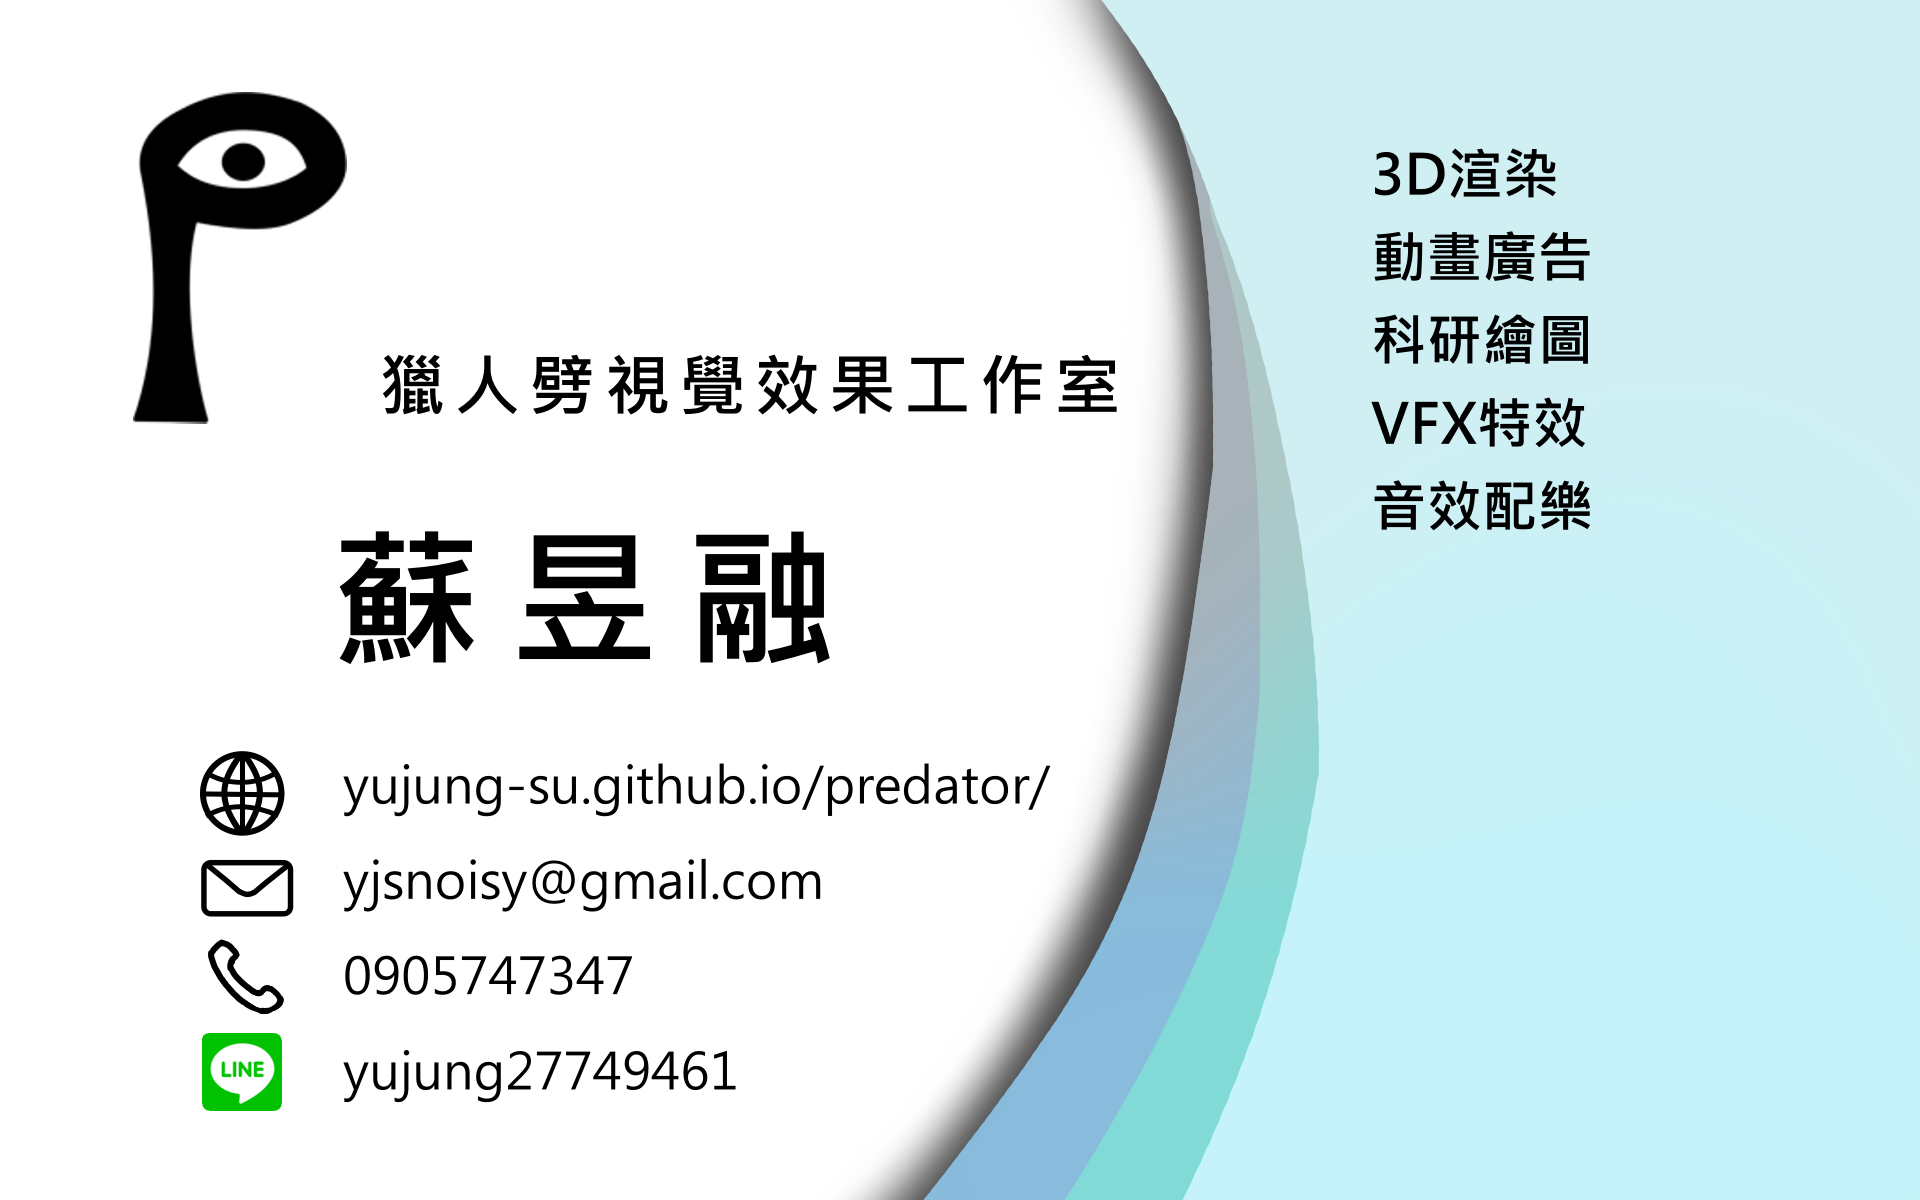 獵人劈視覺效果工作室
蘇昱融
yujung-su.github.io/predator/
yjsnoisy@gmail.com
0905747347
LINE
yujung27749461
3D渲染
動畫廣告
科研繪圖
VFX特效
音效配樂